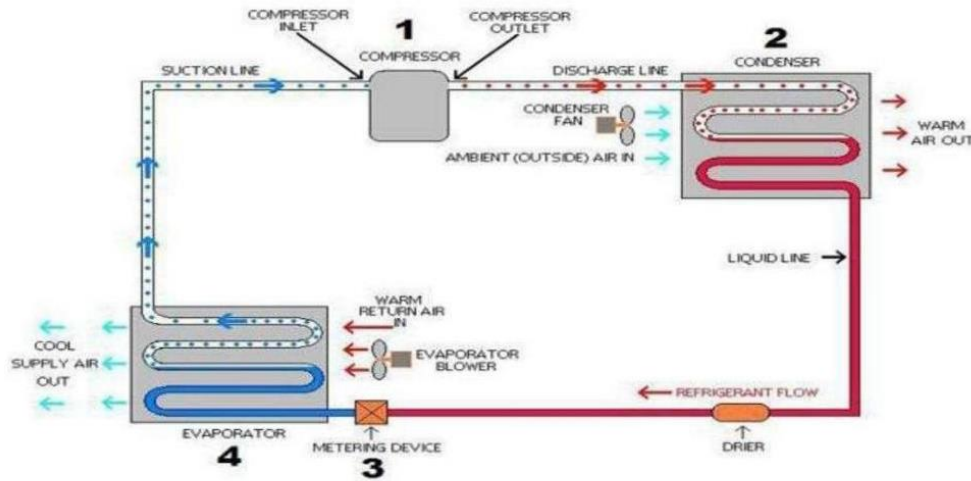 COMPRESSOR
INLET
1
COMPRESSOR
COMPRESSOR
OUTLET
2
CONDENSER
SUCTION LINE
DISCHARGE LINE
CONDENSER
FAN
AMBIENT (OUTSIDE) AIR IN
WARM
AIR OUT
LIQUID LINE
WARM
RETURN AIR
IN
COOL
SUPPLY AIR
OUT
EVAPORATOR
BLOWER
REFRIGERANT FLOW
EVAPORATOR
4
METERING DEVICE
3
DRIER